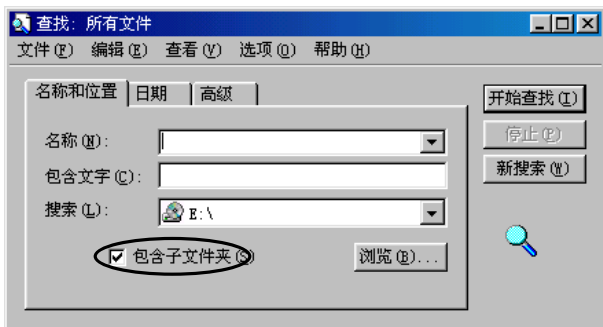 查找: 所有文件
文件(F) 编辑(E) 查看(V) 选项(O) 帮助(H)
名称和位置 日期 高级
开始查找(I)
名称(N):
停止(P)
包含文字(C):
新搜索(W)
搜索(L): E:\
包含子文件夹(S) 浏览(B)...